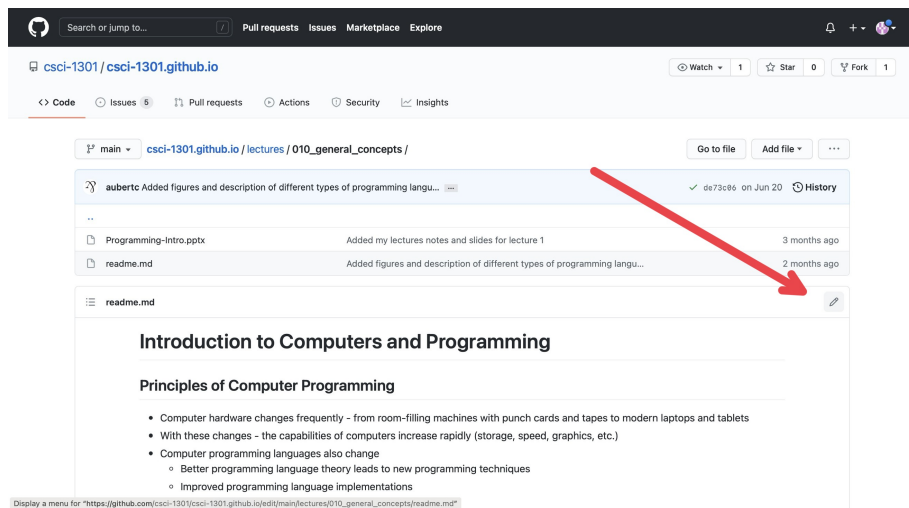 Search or jump to... / Pull requests Issues Marketplace Explore
csci-1301 / csci-1301.github.io Watch 1 Star 0 Fork 1
<> Code Issues 5 Pull requests Actions Security Insights
main csci-1301.github.io / lectures / 010_general_concepts / Go to file Add file ...
aubertc Added figures and description of different types of programming langu... ... de73c06 on Jun 20 History
..
Programming-Intro.pptx Added my lectures notes and slides for lecture 1 3 months ago
readme.md Added figures and description of different types of programming langu... 2 months ago
readme.md
Introduction to Computers and Programming
Principles of Computer Programming
• Computer hardware changes frequently - from room-filling machines with punch cards and tapes to modern laptops and tablets
• With these changes - the capabilities of computers increase rapidly (storage, speed, graphics, etc.)
• Computer programming languages also change
◦ Better programming language theory leads to new programming techniques
◦ Improved programming language implementations
Display a menu for "https://github.com/csci-1301/csci-1301.github.io/edit/main/lectures/010_general_concepts/readme.md"